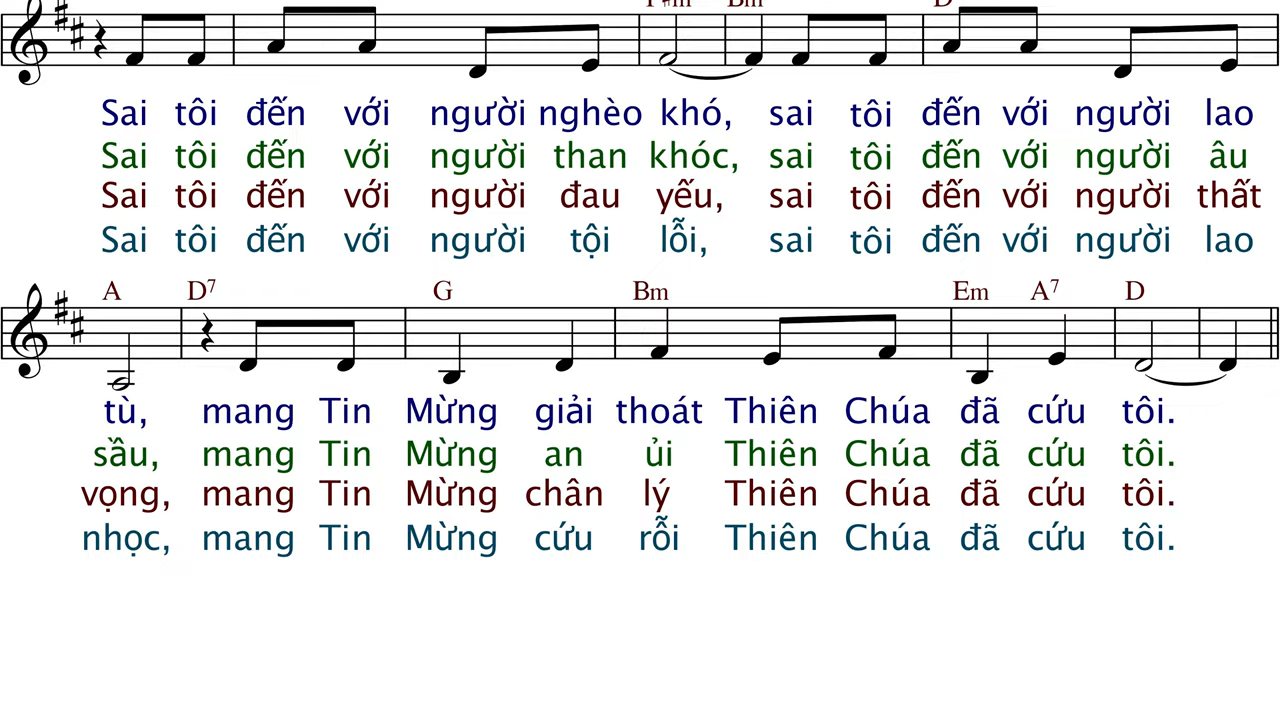 F#m Bm D
Sai tôi đến với người nghèo khó, sai tôi đến với người lao
Sai tôi đến với người than khóc, sai tôi đến với người âu
Sai tôi đến với người đau yếu, sai tôi đến với người thất
Sai tôi đến với người tội lỗi, sai tôi đến với người lao
A D7 G Bm Em A7 D
tù, mang Tin Mừng giải thoát Thiên Chúa đã cứu tôi.
sầu, mang Tin Mừng an ủi Thiên Chúa đã cứu tôi.
vọng, mang Tin Mừng chân lý Thiên Chúa đã cứu tôi.
nhọc, mang Tin Mừng cứu rỗi Thiên Chúa đã cứu tôi.